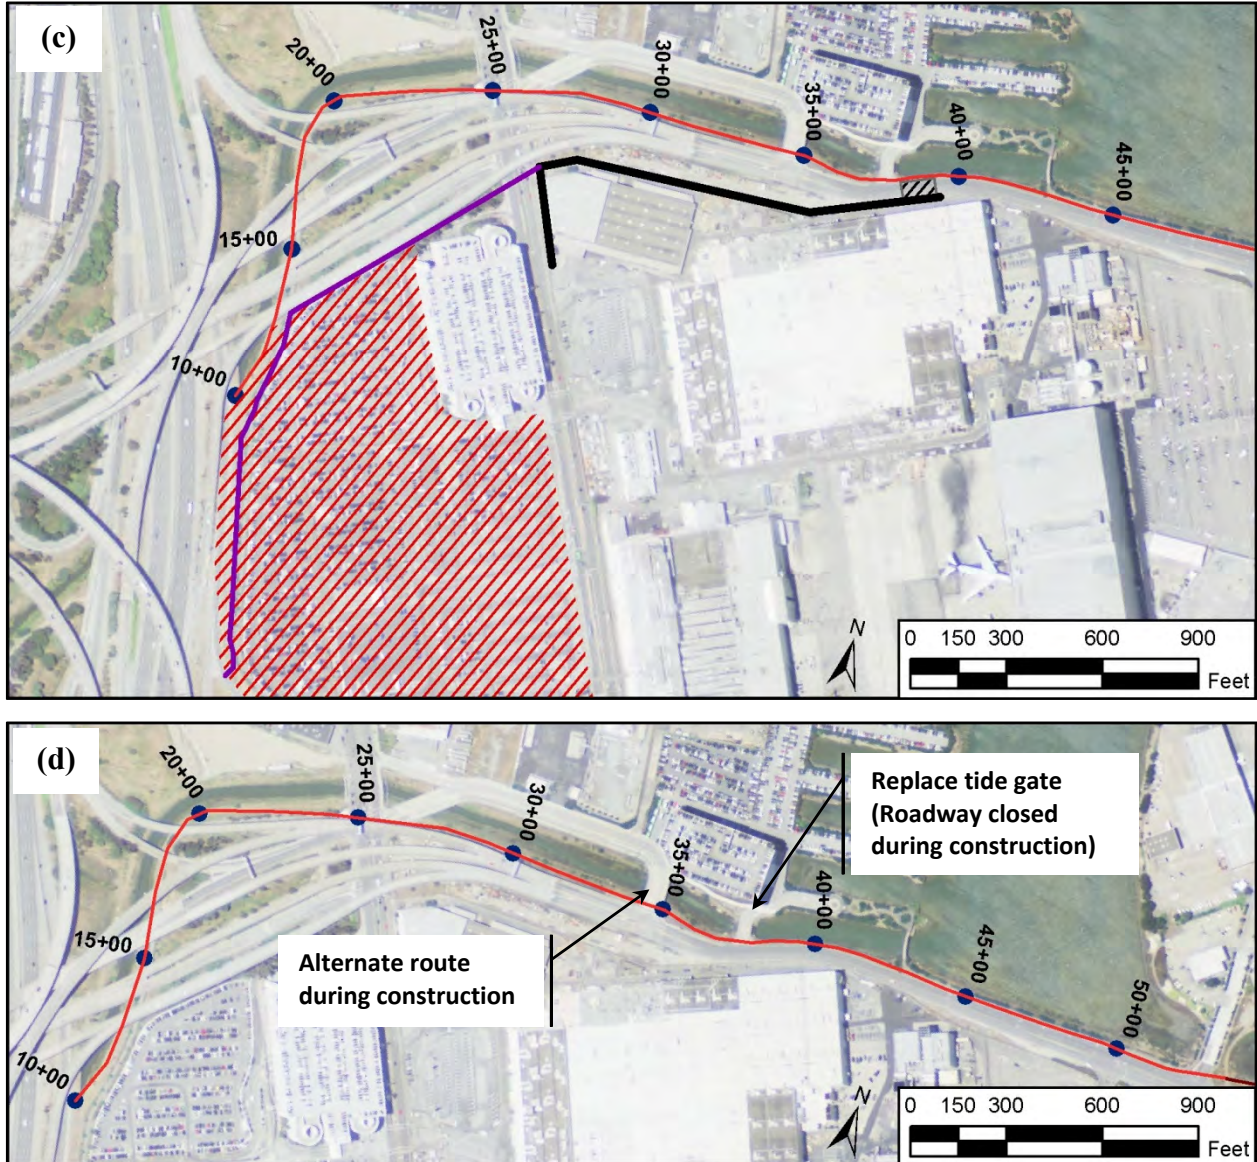 (c)
20+00
25+00
30+00
35+00
40+00
45+00
15+00
10+00
N
0 150 300 600 900
Feet
(d)
20+00
25+00
30+00
35+00
40+00
45+00
50+00
15+00
10+00
Replace tide gate
(Roadway closed
during construction)
Alternate route
during construction
N
0 150 300 600 900
Feet